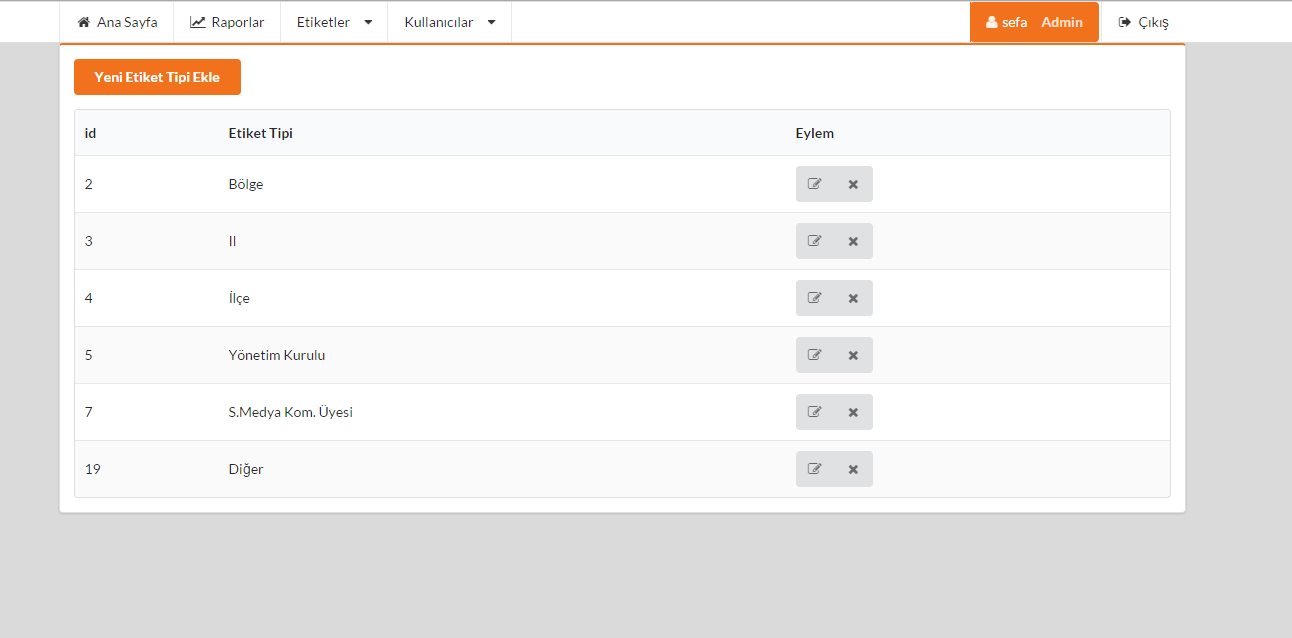 Ana Sayfa Raporlar Etiketler Kullanıcılar sefa Admin Çıkış
Yeni Etiket Tipi Ekle
id Etiket Tipi Eylem
2 Bölge
3 Il
4 İlçe
5 Yönetim Kurulu
7 S.Medya Kom. Üyesi
19 Diğer